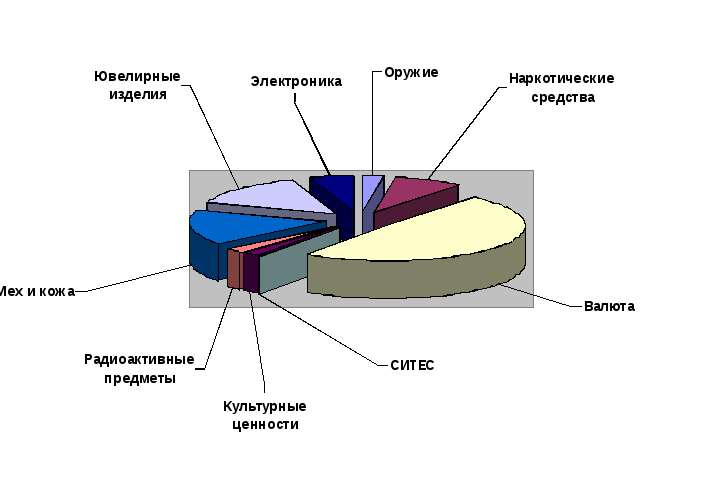 Ювелирные
изделия
Электроника
Оружие
Наркотические
средства
Мех и кожа
Валюта
Радиоактивные
предметы
СИТЕС
Культурные
ценности